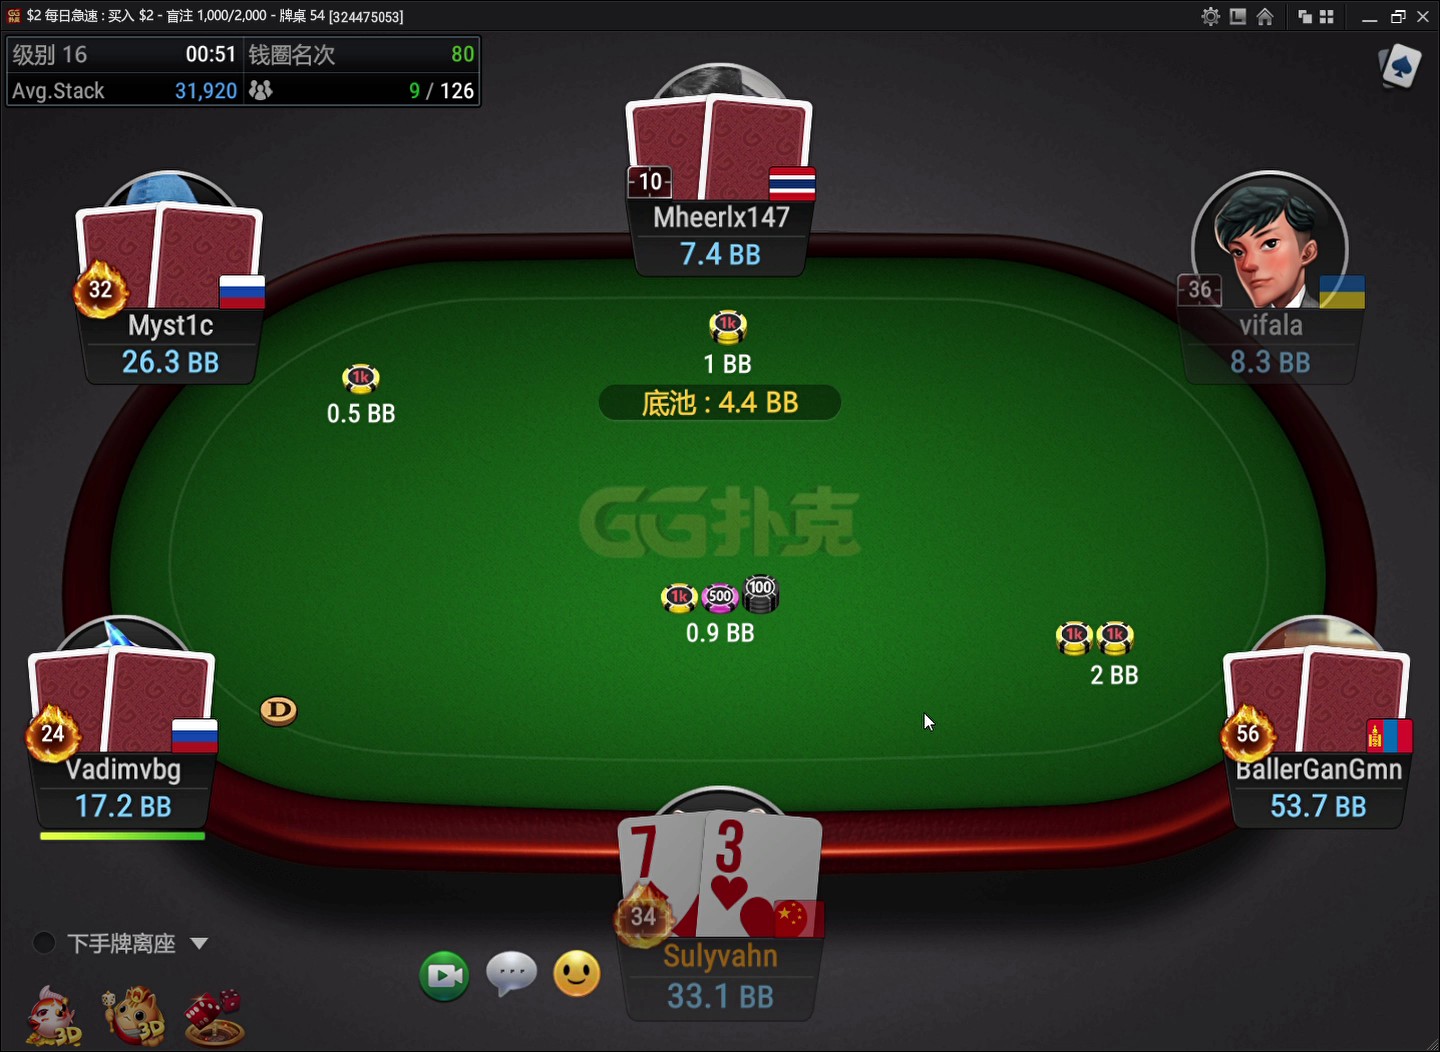 $2 每日急速 : 买入 $2 - 盲注 1,000/2,000 - 牌桌 54 [324475053]
级别 16 00:51 钱圈名次 80
Avg.Stack 31,920 9 / 126
10
Mheerlx147
7.4 BB
32
Myst1c
26.3 BB
36
vifala
8.3 BB
1k
1 BB
1k
0.5 BB
底池 : 4.4 BB
GG扑克
1k 500 100
0.9 BB
1k 1k
2 BB
D
24
Vadimvbg
17.2 BB
56
BallerGanGmn
53.7 BB
7 3
34
Sulyvahn
33.1 BB
下手牌离座
3D 3D